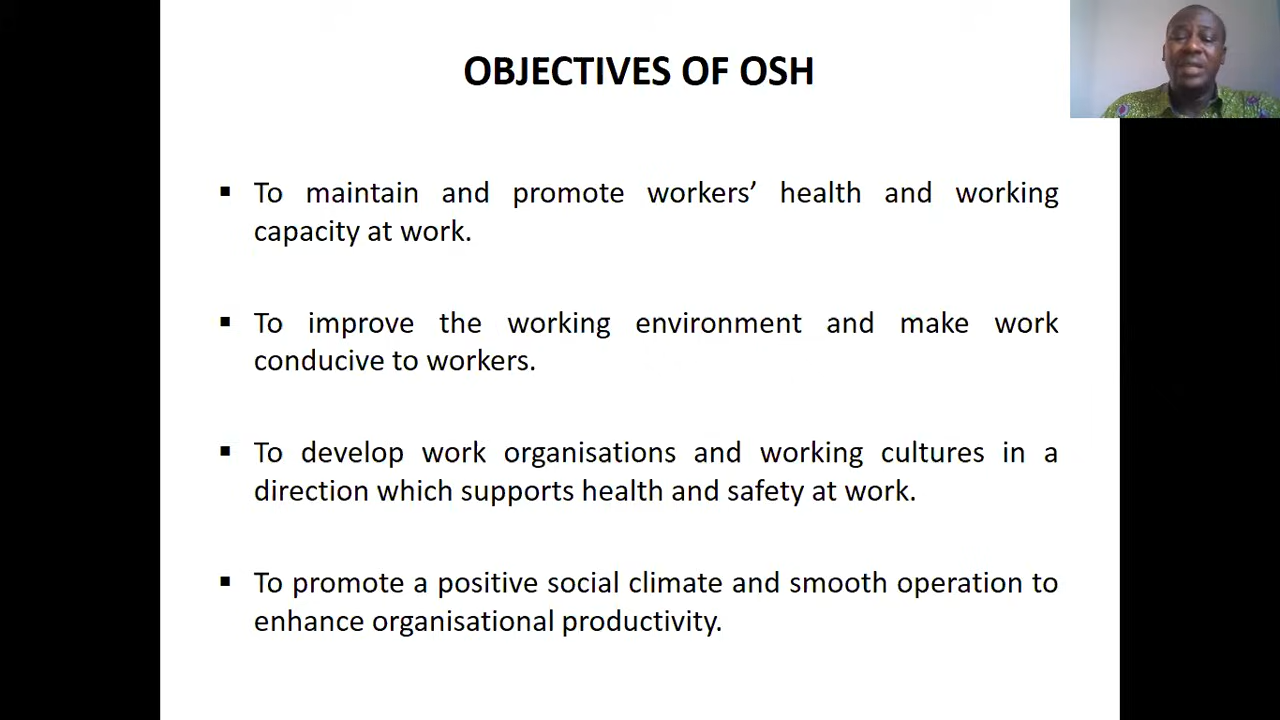 OBJECTIVES OF OSH
▪ To maintain and promote workers’ health and working
capacity at work.
▪ To improve the working environment and make work
conducive to workers.
▪ To develop work organisations and working cultures in a
direction which supports health and safety at work.
▪ To promote a positive social climate and smooth operation to
enhance organisational productivity.